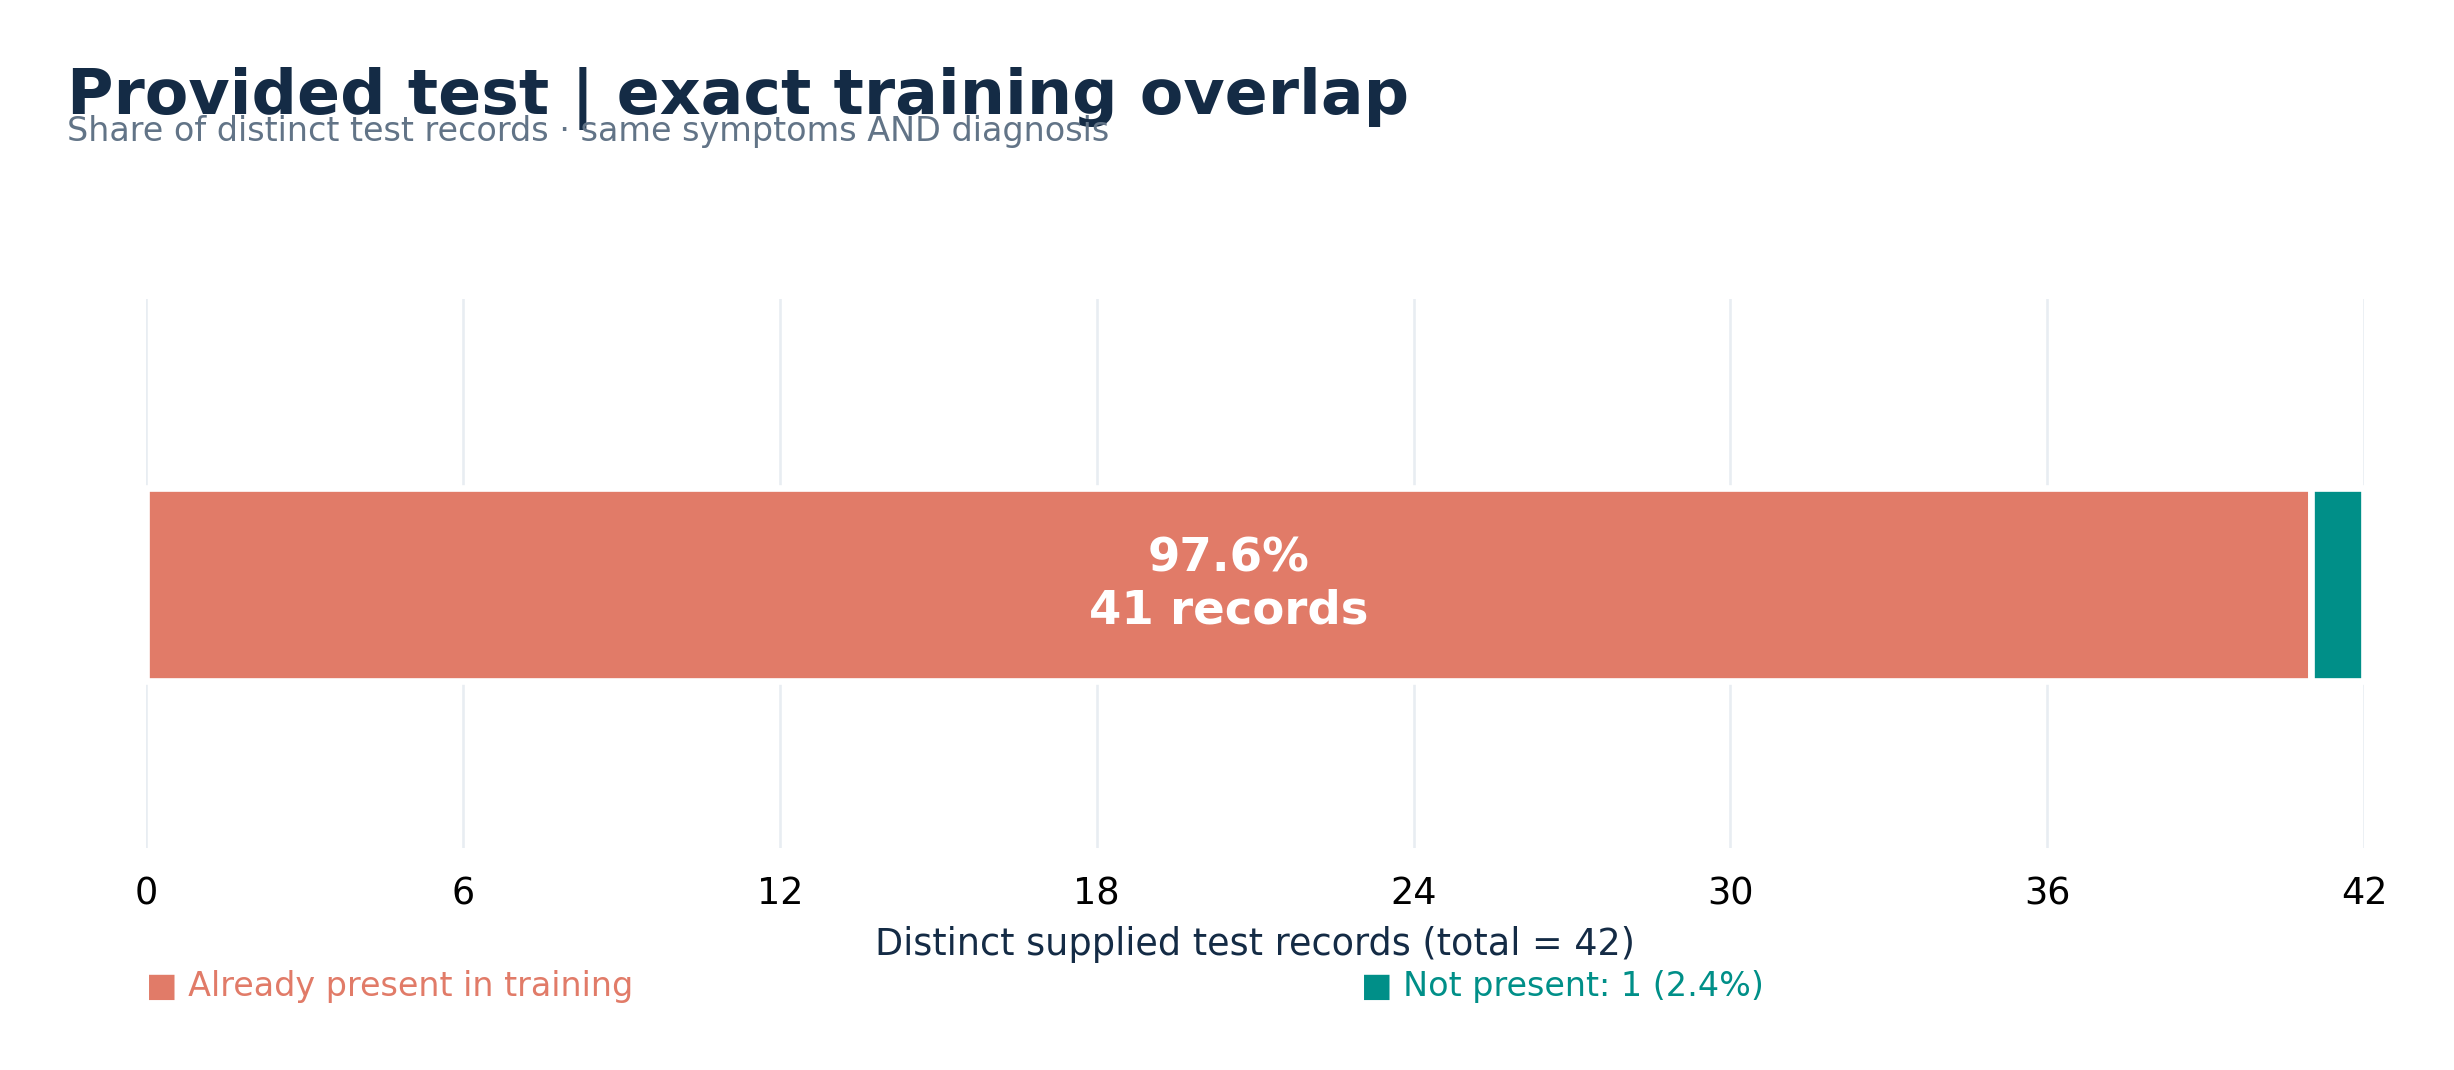 Provided test | exact training overlap
Share of distinct test records · same symptoms AND diagnosis
97.6%
41 records
0 6 12 18 24 30 36 42
Distinct supplied test records (total = 42)
■ Already present in training ■ Not present: 1 (2.4%)